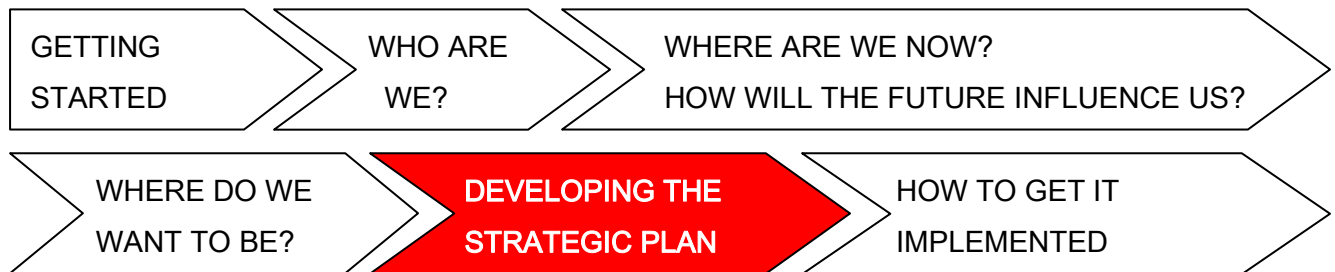 GETTING
STARTED
WHO ARE
WE?
WHERE ARE WE NOW?
HOW WILL THE FUTURE INFLUENCE US?
WHERE DO WE
WANT TO BE?
DEVELOPING THE
STRATEGIC PLAN
HOW TO GET IT
IMPLEMENTED